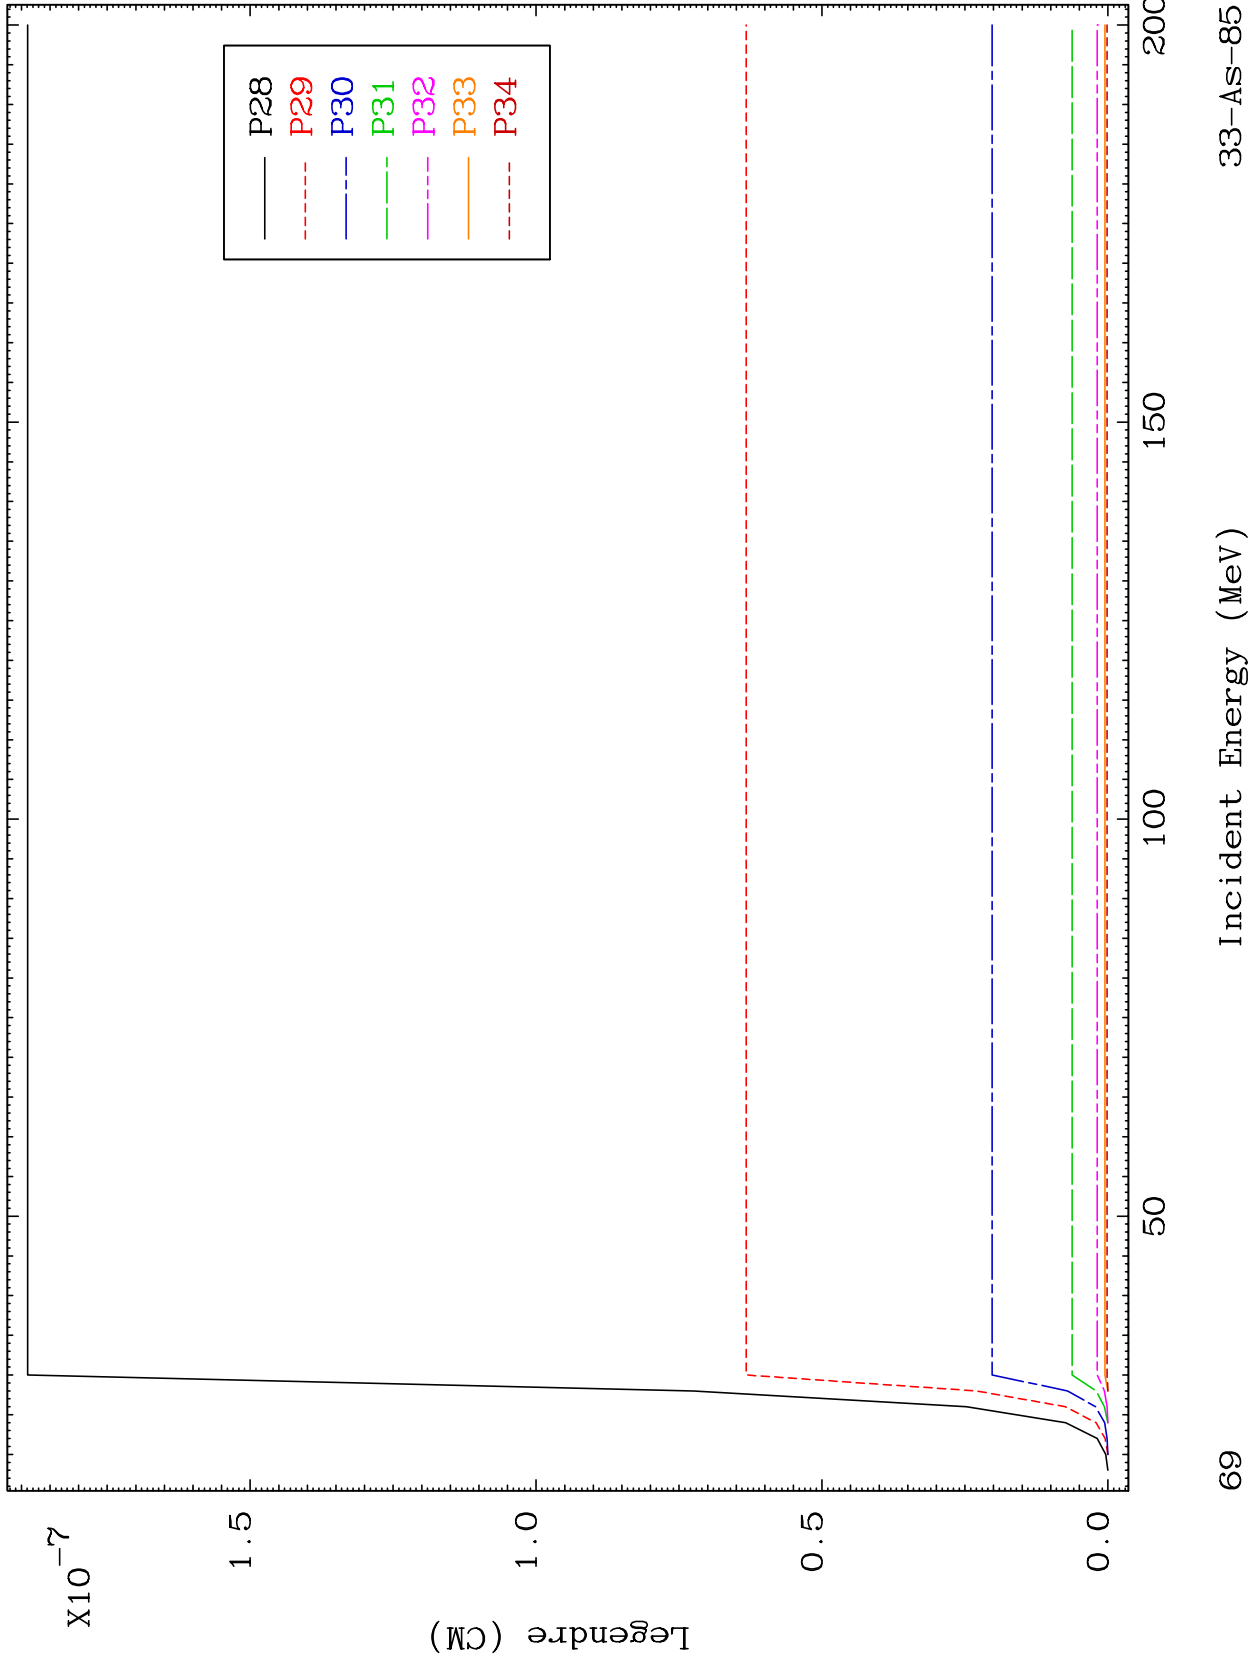 X10
-7
1.5
1.0
0.5
0.0
Legendre (CM)
P28
P29
P30
P31
P32
P33
P34
50
100
150
200
Incident Energy (MeV)
69
33-As-85